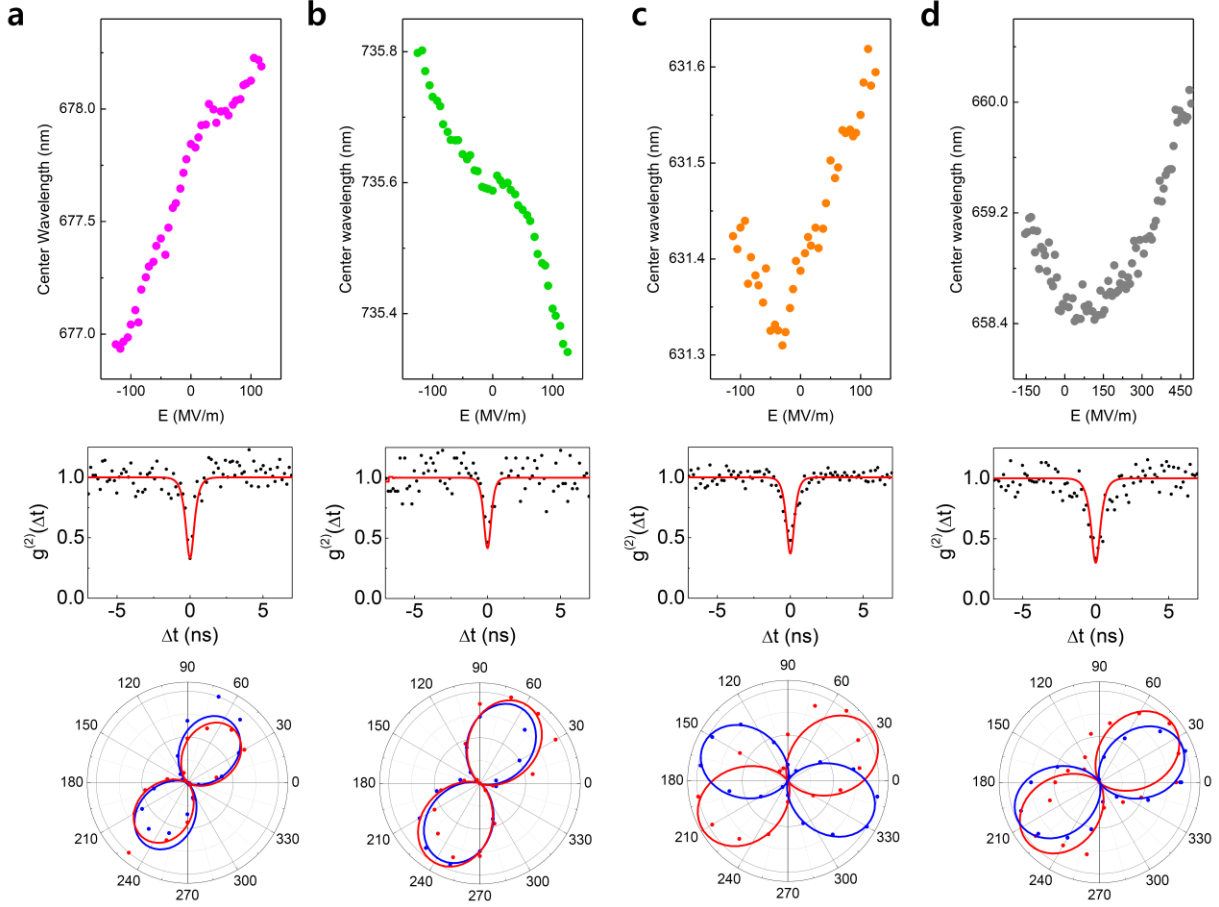 a
678.0
677.5
677.0
Center Wavelength (nm)
-100 0 100
E (MV/m)
b
735.8
735.6
735.4
Center wavelength (nm)
-100 0 100
E (MV/m)
c
631.6
631.5
631.4
631.3
Center wavelength (nm)
-100 0 100
E (MV/m)
d
660.0
659.2
658.4
Center Wavelength (nm)
-150 0 150 300 450
E (MV/m)
1.0
0.5
0.0
g(2)(Δt)
-5 0 5
Δt (ns)
1.0
0.5
0.0
g(2)(Δt)
-5 0 5
Δt (ns)
1.0
0.5
0.0
g(2)(Δt)
-5 0 5
Δt (ns)
1.0
0.5
0.0
g(2)(Δt)
-5 0 5
Δt (ns)
90
120 60
150 30
180 0
210 330
240 300
270
90
120 60
150 30
180 0
210 330
240 300
270
90
120 60
150 30
180 0
210 330
240 300
270
90
120 60
150 30
180 0
210 330
240 300
270